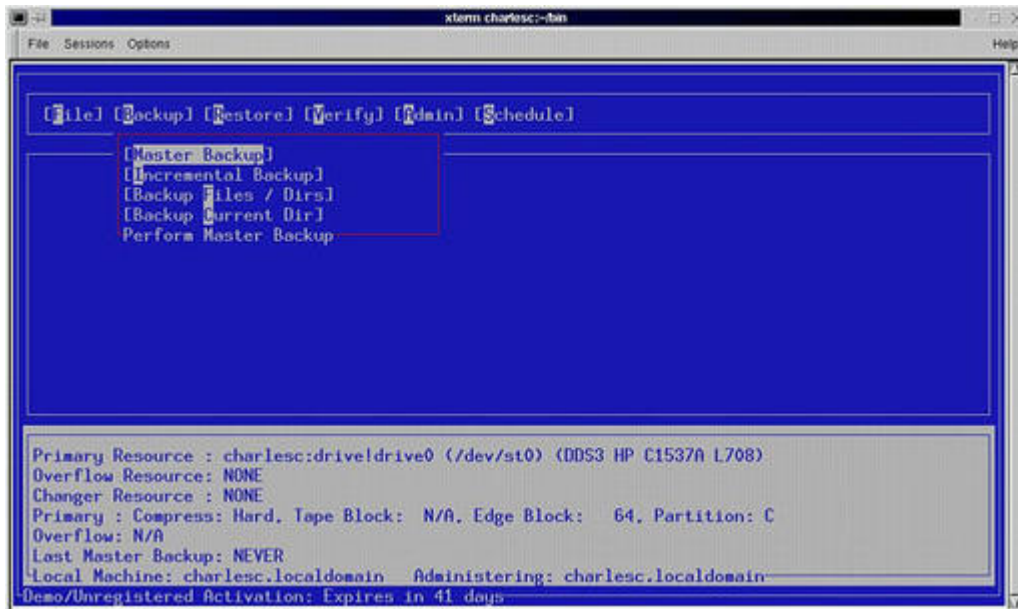 xterm charlesc:~/bin
File Sessions Options Help
[File] [Backup] [Restore] [Verify] [Admin] [Schedule]
[Master Backup]
[Incremental Backup]
[Backup Files / Dirs]
[Backup Current Dir]
Perform Master Backup
Primary Resource : charlesc:drive!drive0 (/dev/st0) (DDS3 HP C1537A L708)
Overflow Resource: NONE
Changer Resource : NONE
Primary : Compress: Hard, Tape Block: N/A, Edge Block: 64, Partition: C
Overflow: N/A
Last Master Backup: NEVER
Local Machine: charlesc.localdomain Administering: charlesc.localdomain
Demo/Unregistered Activation: Expires in 41 days